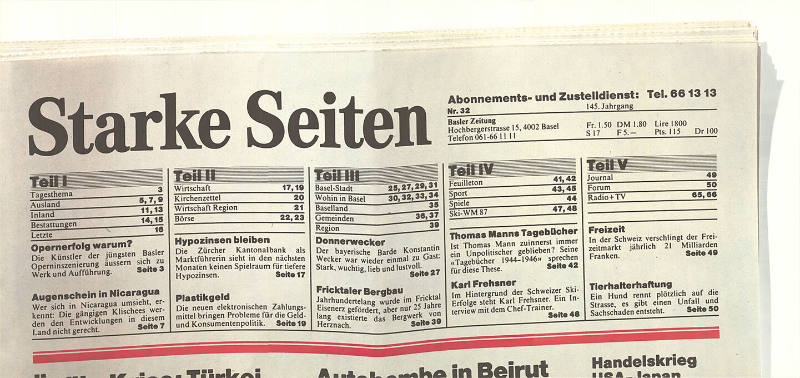 Starke Seiten
Abonnements- und Zustelldienst: Tel. 66 13 13
Nr. 32 145. Jahrgang
Basler Zeitung
Hochbergerstrasse 15, 4002 Basel
Telefon 061-66 11 11
Fr. 1.50 DM 1.80 Lire 1800
S 17 F 5.— Pts. 115 Dr 100
Teil I
Tagesthema 3
Ausland 5, 7, 9
Inland 11, 13
Bestattungen 14, 15
Letzte 16
Opernerfolg warum?
Die Künstler der jüngsten Basler
Operninszenierung äussern sich zu
Werk und Aufführung. Seite 3
Augenschein in Nicaragua
Wer sich in Nicaragua umsieht, er-
kennt: Die gängigen Klischees wer-
den den Entwicklungen in diesem
Land nicht gerecht. Seite 7
Teil II
Wirtschaft 17, 19
Kirchenzettel 20
Wirtschaft Region 21
Börse 22, 23
Hypozinsen bleiben
Die Zürcher Kantonalbank als
Marktführerin sieht in den nächsten
Monaten keinen Spielraum für tiefere
Hypozinsen. Seite 17
Plastikgeld
Die neuen elektronischen Zahlungs-
mittel bringen Probleme für die Geld-
und Konsumentenpolitik. Seite 19
Teil III
Basel-Stadt 25, 27, 29, 31
Wohin in Basel 30, 32, 33, 34
Baselland 35
Gemeinden 36, 37
Region 39
Donnerwecker
Der bayerische Barde Konstantin
Wecker war wieder einmal zu Gast:
Stark, wuchtig, lieb und lustvoll.
Seite 27
Fricktaler Bergbau
Jahrhundertelang wurde im Fricktal
Eisenerz gefördert, aber nur 25 Jahre
lang existierte das Bergwerk von
Herznach. Seite 39
Teil IV
Feuilleton 41, 42
Sport 43, 45
Spiele 44
Ski-WM 87 47, 48
Thomas Manns Tagebücher
Ist Thomas Mann zuinnerst immer
ein Unpolitischer geblieben? Seine
«Tagebücher 1944–1946» sprechen
für diese These. Seite 42
Karl Frehsner
Im Hintergrund der Schweizer Ski-
Erfolge steht Karl Frehsner. Ein In-
terview mit dem Chef-Trainer.
Seite 48
Teil V
Journal 49
Forum 50
Radio + TV 65, 66
Freizeit
In der Schweiz verschlingt der Frei-
zeitmarkt jährlich 21 Milliarden
Franken. Seite 49
Tierhalterhaftung
Ein Hund rennt plötzlich auf die
Strasse, es gibt einen Unfall und
Sachschaden entsteht. Seite 50
Türkei
Autobombe in Beirut
Handelskrieg
USA-Japan